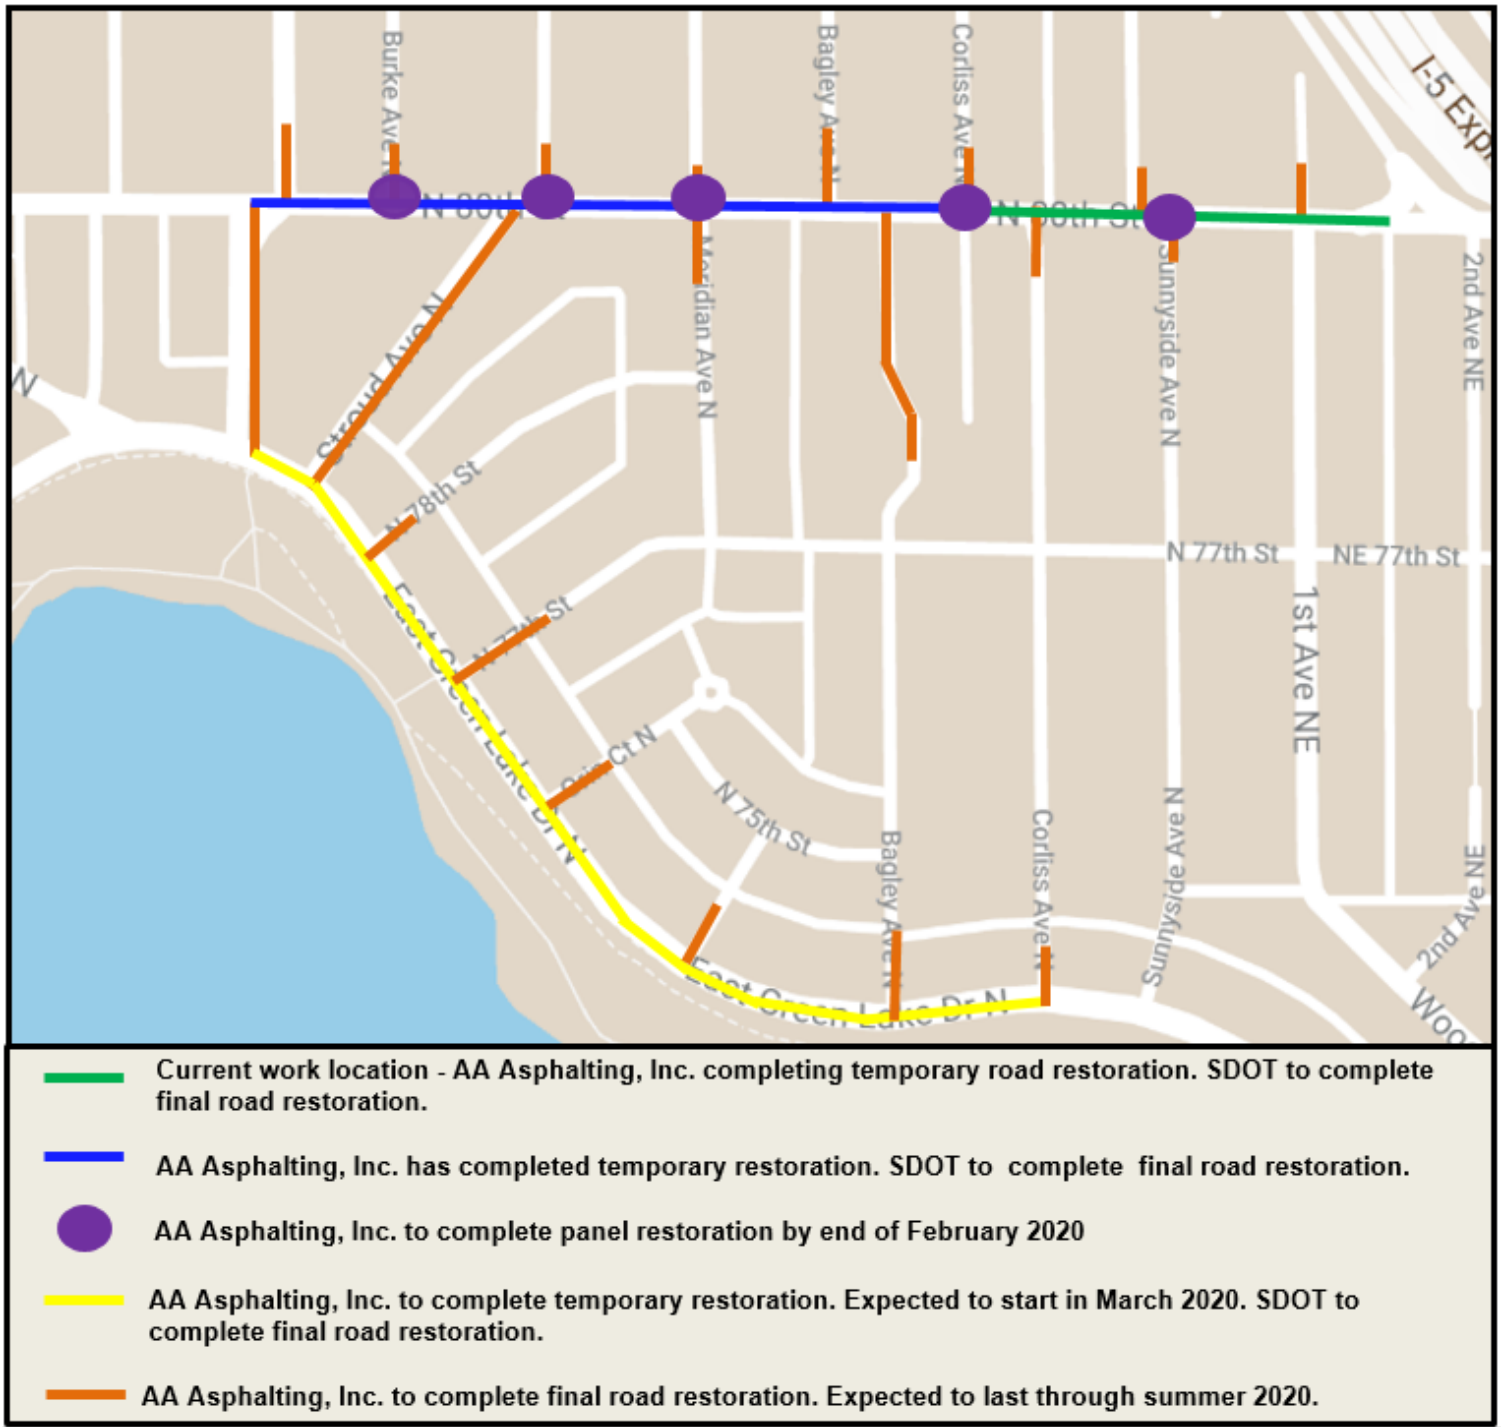 Burke Ave N
Bagley Ave N
Corliss Ave N
I-5 Expr
N 80th St
N 80th St
N
Stroud Ave N
Meridian Ave N
Sunnyside Ave N
2nd Ave NE
N 78th St
N 77th St
NE 77th St
N 77th St
East Green Lake Dr N
1st Ave NE
Orin Ct N
N 75th St
Bagley Ave N
Corliss Ave N
Sunnyside Ave N
2nd Ave NE
East Green Lake Dr N
Woo
Current work location - AA Asphalting, Inc. completing temporary road restoration. SDOT to complete
final road restoration.
AA Asphalting, Inc. has completed temporary restoration. SDOT to complete final road restoration.
AA Asphalting, Inc. to complete panel restoration by end of February 2020
AA Asphalting, Inc. to complete temporary restoration. Expected to start in March 2020. SDOT to
complete final road restoration.
AA Asphalting, Inc. to complete final road restoration. Expected to last through summer 2020.